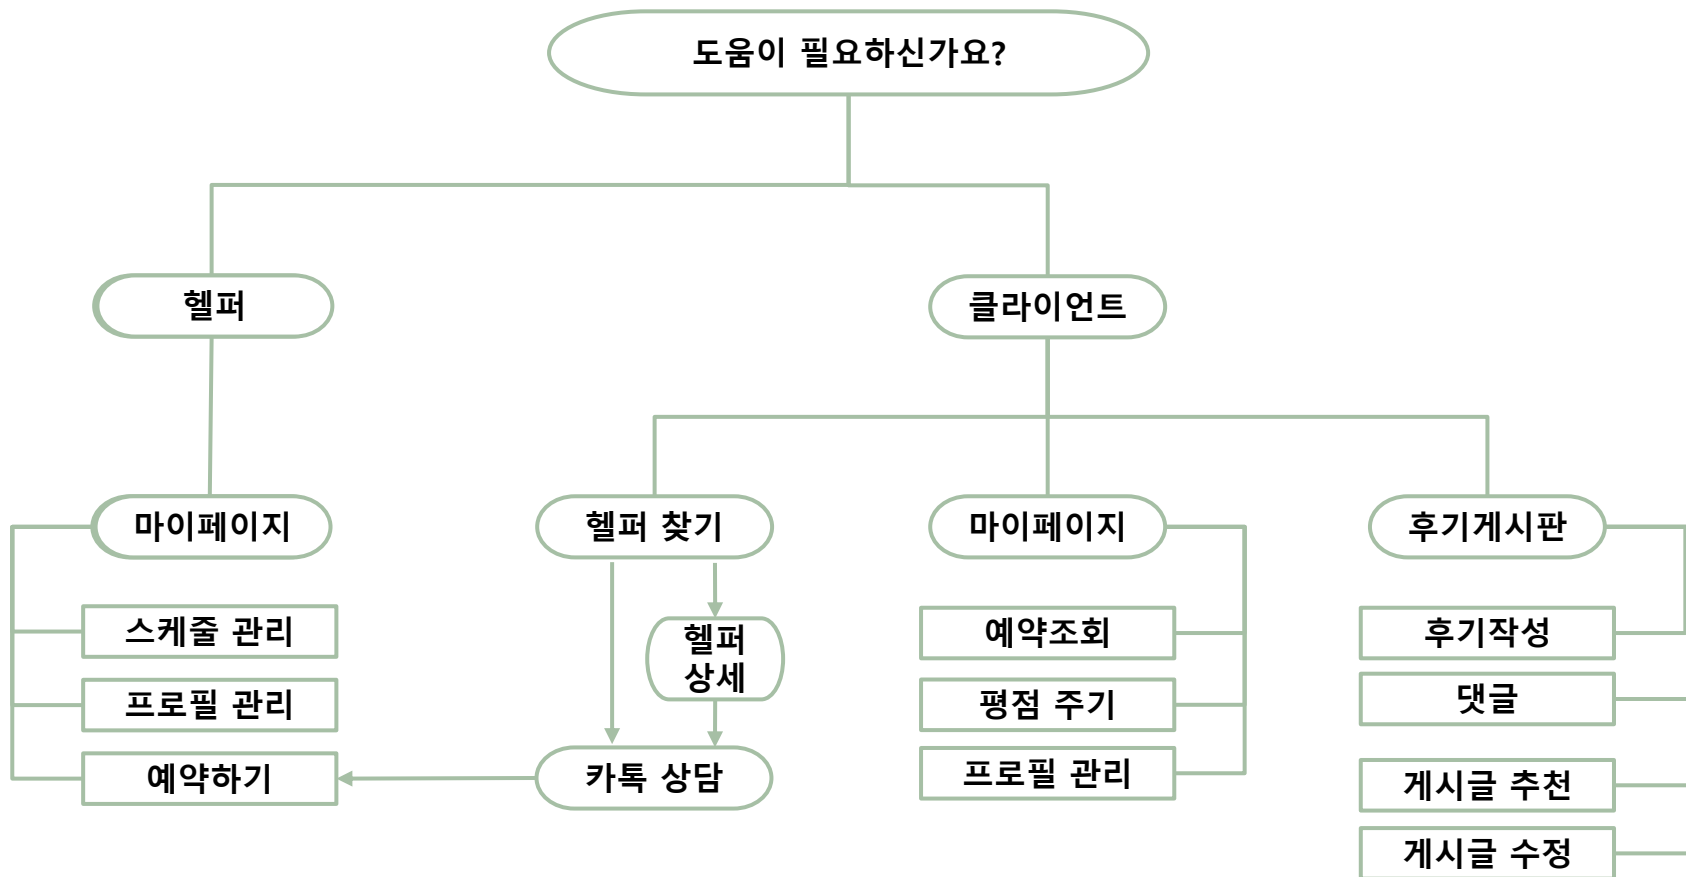 도움이 필요하신가요?
헬퍼
클라이언트
마이페이지
헬퍼 찾기
마이페이지
후기게시판
스케줄 관리
프로필 관리
예약하기
헬퍼
상세
카톡 상담
예약조회
평점 주기
프로필 관리
후기작성
댓글
게시글 추천
게시글 수정